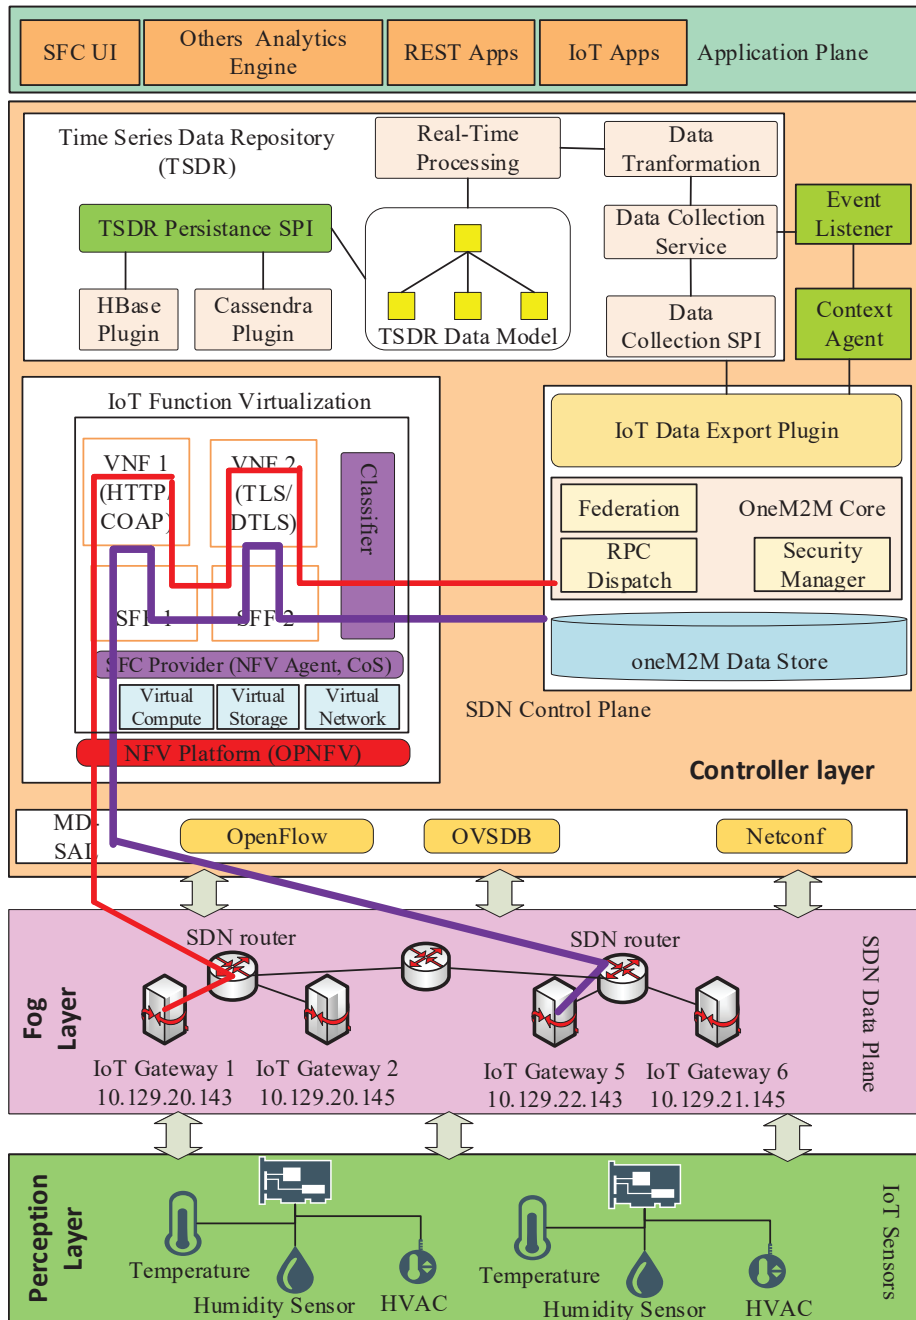 SFC UI
Others Analytics
Engine
REST Apps
IoT Apps
Application Plane
Time Series Data Repository
(TSDR)
Real-Time
Processing
Data
Tranformation
TSDR Persistance SPI
Data Collection
Service
Event
Listener
HBase
Plugin
Cassendra
Plugin
TSDR Data Model
Data
Collection SPI
Context
Agent
IoT Function Virtualization
VNF 1
(HTTP/
COAP)
VNF 2
(TLS/
DTLS)
Classifier
SFF 1
SFF 2
SFC Provider (NFV Agent, CoS)
Virtual
Compute
Virtual
Storage
Virtual
Network
NFV Platform (OPNFV)
IoT Data Export Plugin
Federation
OneM2M Core
RPC
Dispatch
Security
Manager
oneM2M Data Store
SDN Control Plane
Controller layer
MD-
SAL
OpenFlow
OVSDB
Netconf
Fog
Layer
SDN router
SDN router
SDN Data Plane
IoT Gateway 1
10.129.20.143
IoT Gateway 2
10.129.20.145
IoT Gateway 5
10.129.22.143
IoT Gateway 6
10.129.21.145
Perception
Layer
Temperature
Humidity Sensor
HVAC
Temperature
Humidity Sensor
HVAC
IoT Sensors